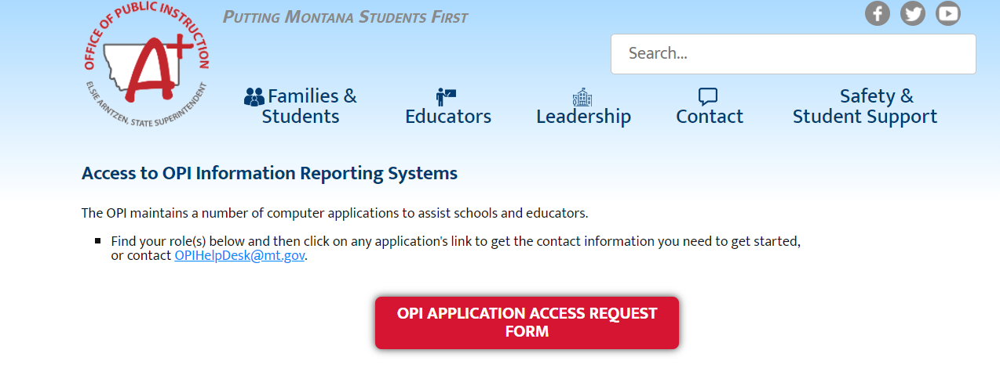 OFFICE OF PUBLIC INSTRUCTION
A+
ELSIE ARNTZEN, STATE SUPERINTENDENT
Putting Montana Students First
Search...
Families &
Students
Educators
Leadership
Contact
Safety &
Student Support
Access to OPI Information Reporting Systems
The OPI maintains a number of computer applications to assist schools and educators.
Find your role(s) below and then click on any application's link to get the contact information you need to get started,
or contact OPIHelpDesk@mt.gov.
OPI APPLICATION ACCESS REQUEST
FORM